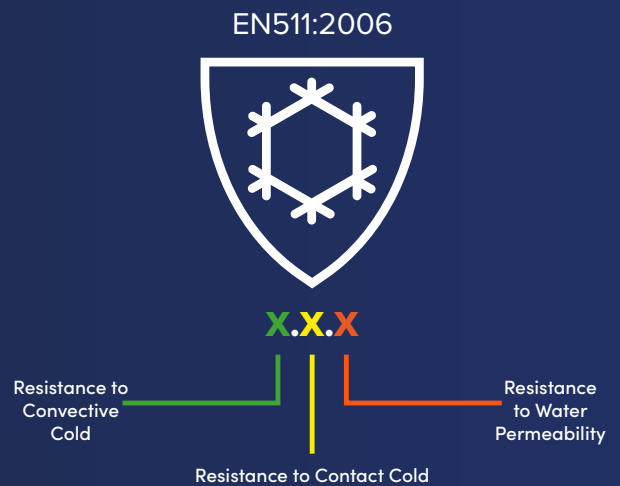 EN511:2006
X.X.X
Resistance to
Convective
Cold
Resistance to Contact Cold
Resistance
to Water
Permeability